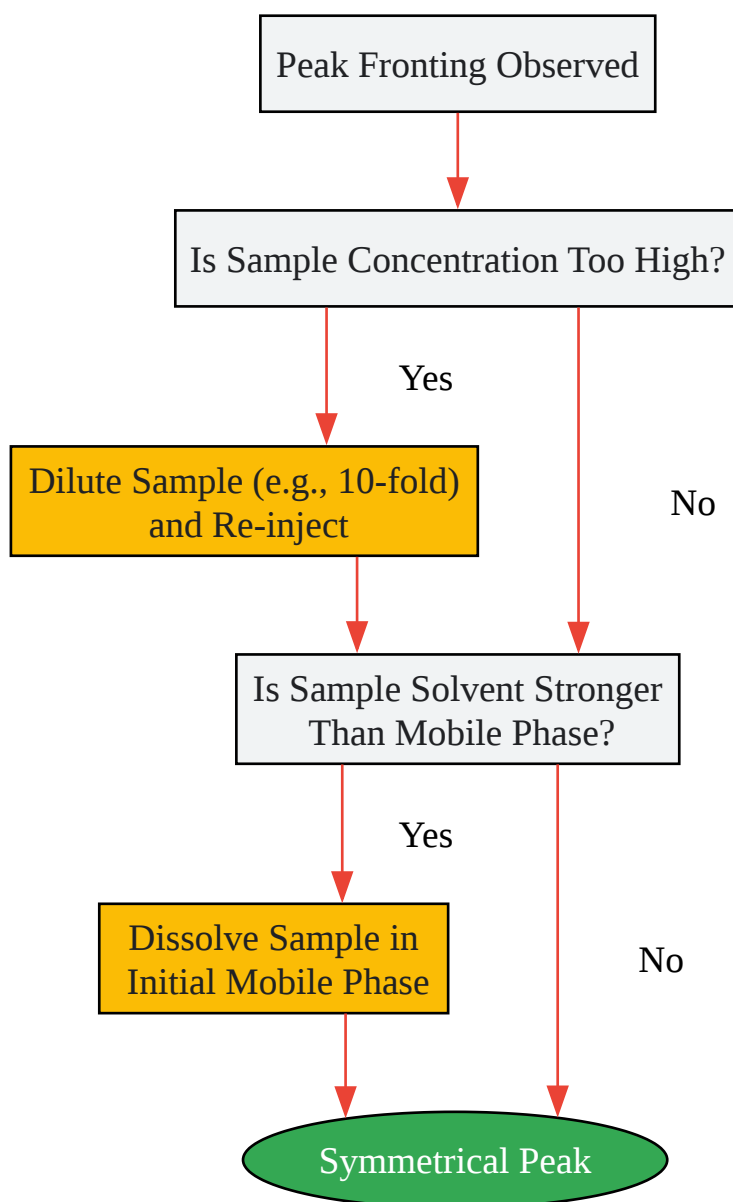 Peak Fronting Observed
Is Sample Concentration Too High?
Yes
Dilute Sample (e.g., 10-fold)
and Re-inject
No
Is Sample Solvent Stronger
Than Mobile Phase?
Yes
Dissolve Sample in
Initial Mobile Phase
No
Symmetrical Peak